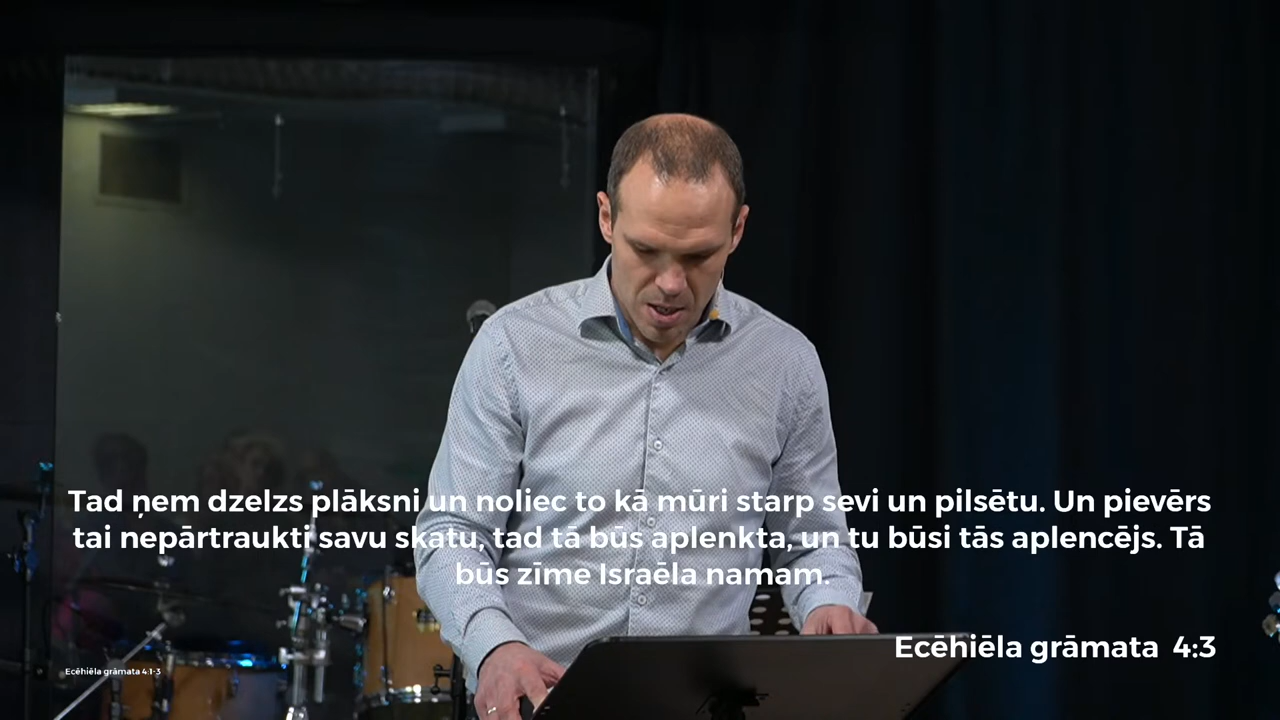 Tad ņem dzelzs plāksni un noliec to kā mūri starp sevi un pilsētu. Un pievērs
tai nepārtraukti savu skatu, tad tā būs aplenkta, un tu būsi tās aplencējs. Tā
būs zīme Israēla namam.
Ecēhiēla grāmata 4:3
Ecēhiēla grāmata 4:1-3